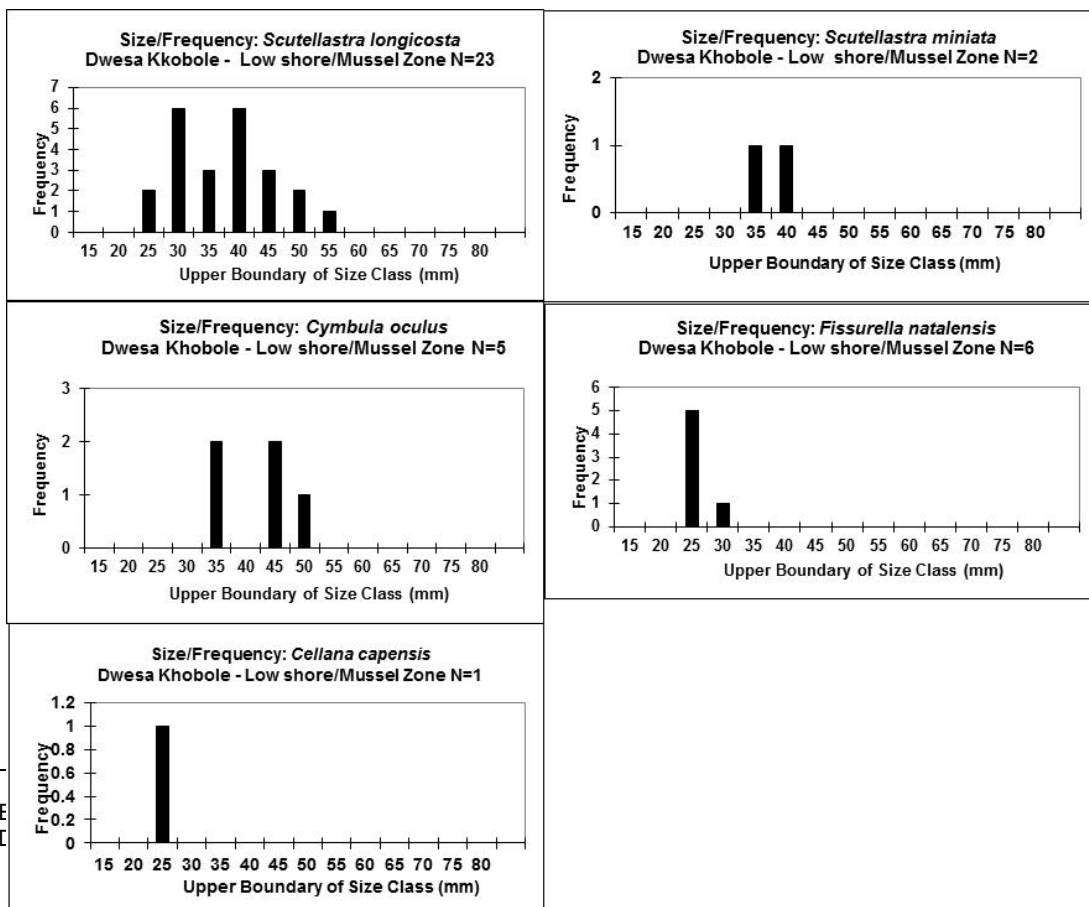 Size/Frequency: Scutellastra longicosta
Dwesa Kkobole - Low shore/Mussel Zone N=23
7
6
5
4
3
2
1
0
Frequency
15 20 25 30 35 40 45 50 55 60 65 70 75 80
Upper Boundary of Size Class (mm)
Size/Frequency: Scutellastra miniata
Dwesa Khobole - Low shore/Mussel Zone N=2
2
1
0
Frequency
15 20 25 30 35 40 45 50 55 60 65 70 75 80
Upper Boundary of Size Class (mm)
Size/Frequency: Cymbula oculus
Dwesa Khobole - Low shore/Mussel Zone N=5
3
2
1
0
Frequency
15 20 25 30 35 40 45 50 55 60 65 70 75 80
Upper Boundary of Size Class (mm)
Size/Frequency: Fissurella natalensis
Dwesa Khobole - Low shore/Mussel Zone N=6
6
5
4
3
2
1
0
Frequency
15 20 25 30 35 40 45 50 55 60 65 70 75 80
Upper Boundary of Size Class (mm)
Size/Frequency: Cellana capensis
Dwesa Khobole - Low shore/Mussel Zone N=1
1.2
1
0.8
0.6
0.4
0.2
0
Frequency
15 20 25 30 35 40 45 50 55 60 65 70 75 80
Upper Boundary of Size Class (mm)